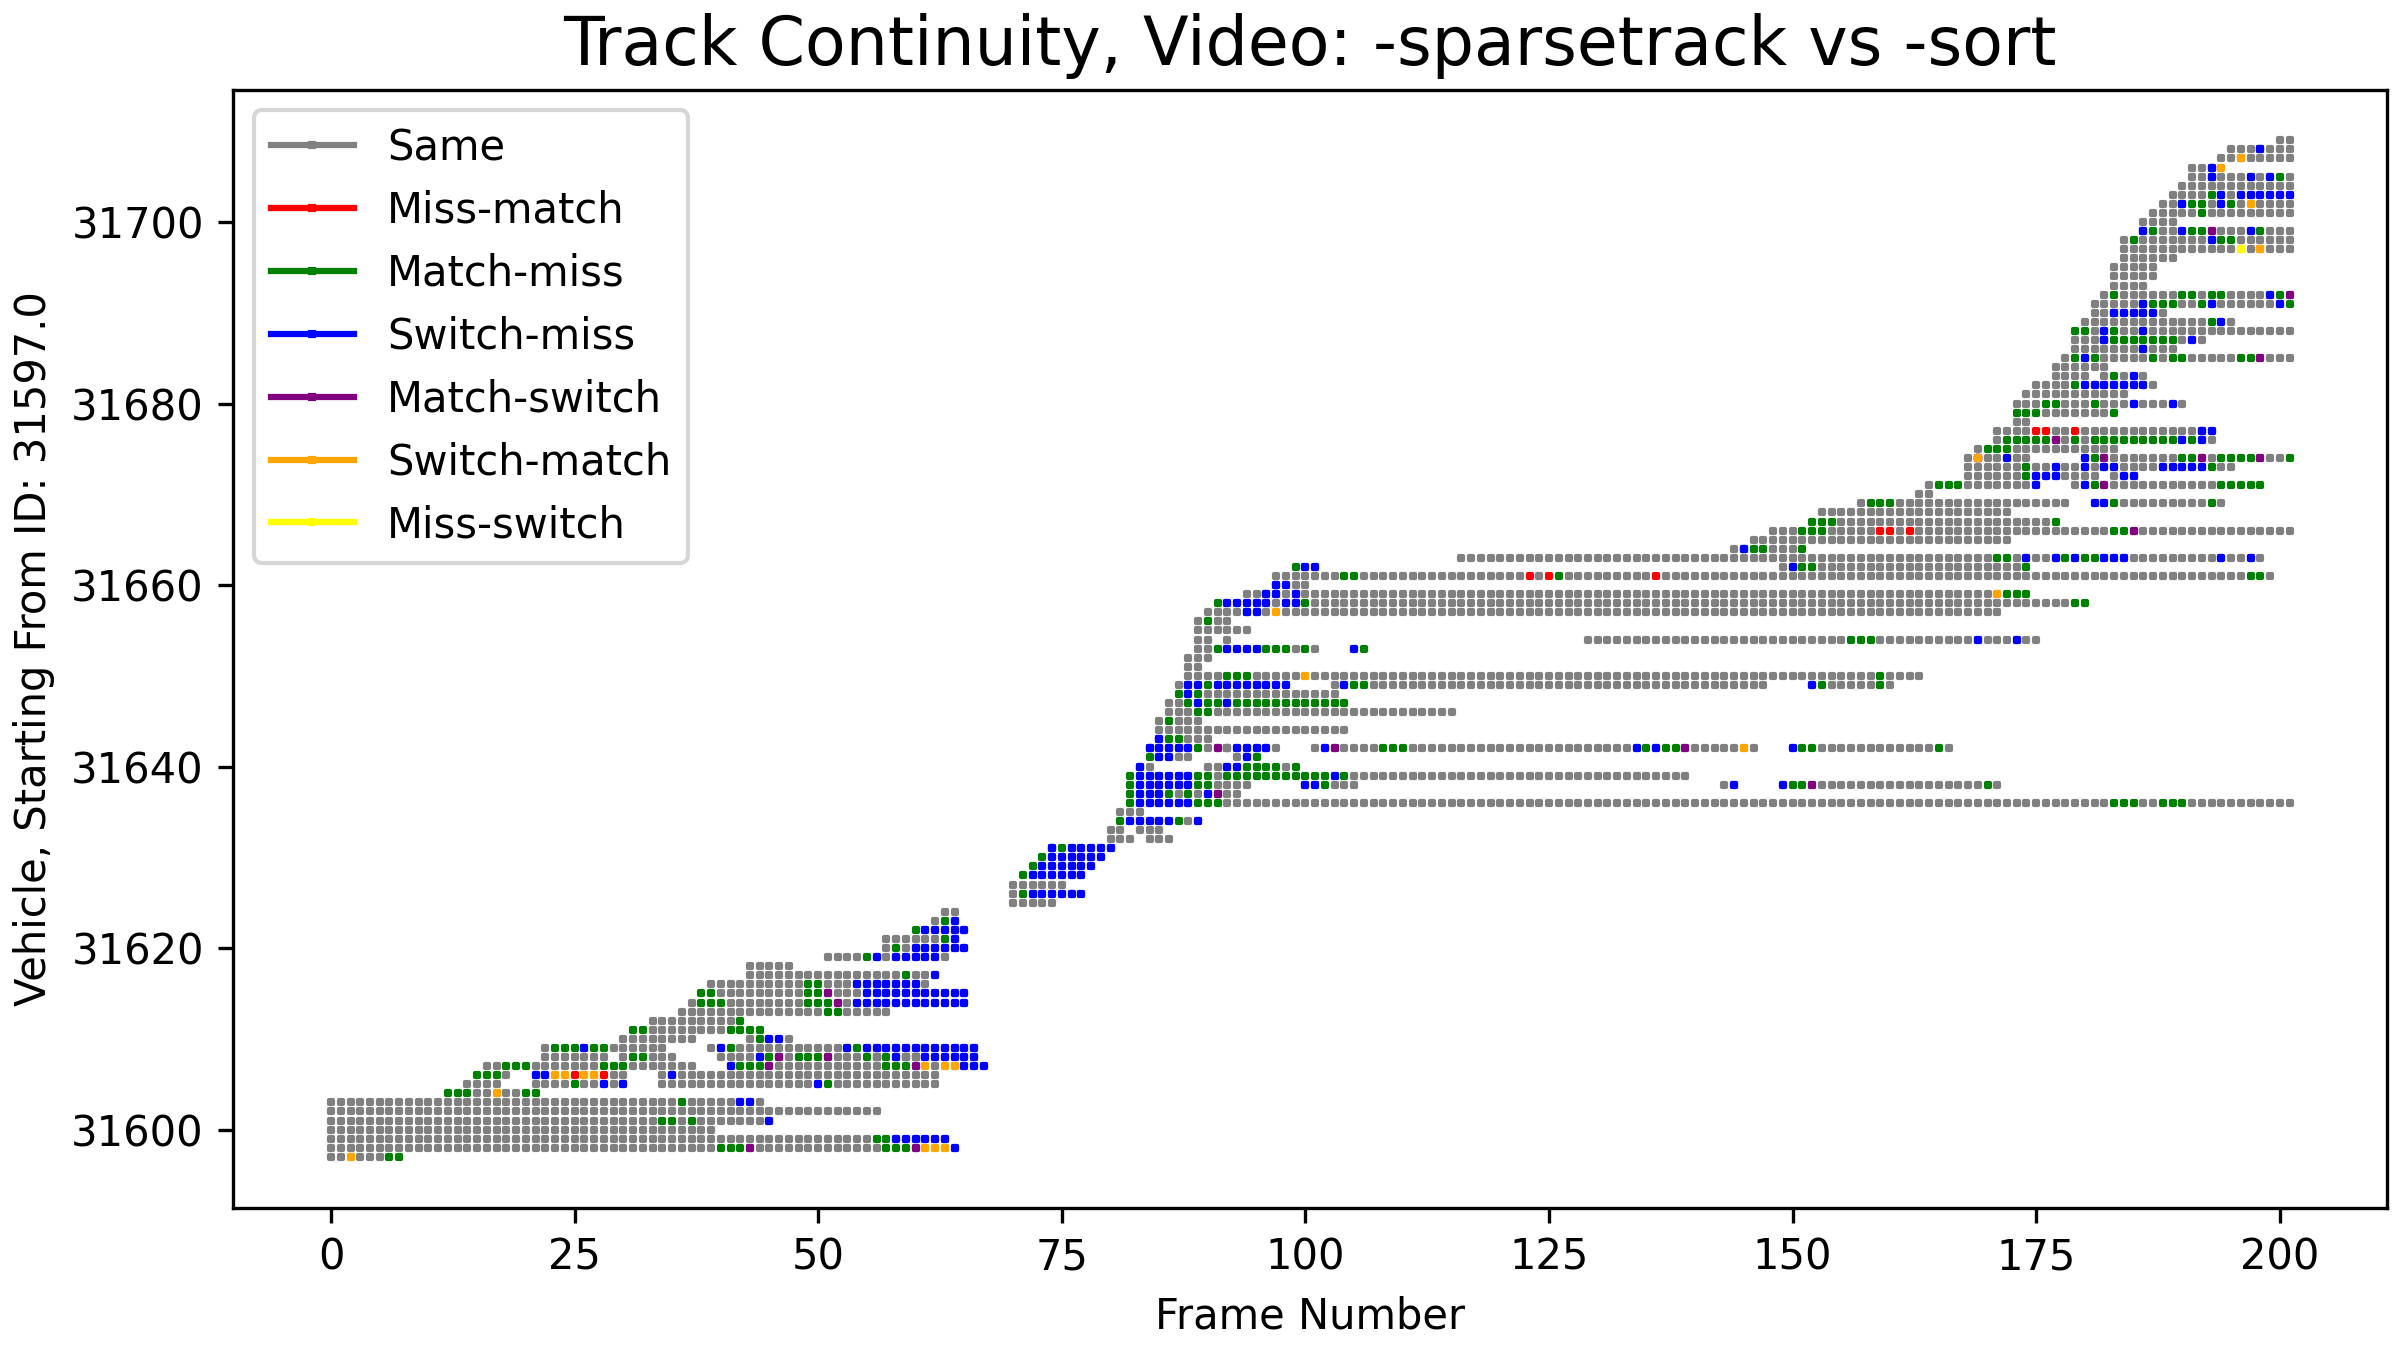 Track Continuity, Video: -sparsetrack vs -sort
Same
Miss-match
Match-miss
Switch-miss
Match-switch
Switch-match
Miss-switch
Vehicle, Starting From ID: 31597.0
31700
31680
31660
31640
31620
31600
0 25 50 75 100 125 150 175 200
Frame Number